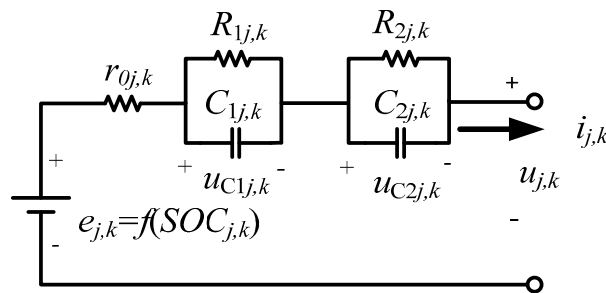 R1j,k
R2j,k
r0j,k
C1j,k
C2j,k
+
ij,k
+
-
+
-
uC1j,k
uC2j,k
uj,k
+
ej,k=f(SOCj,k)
-
-